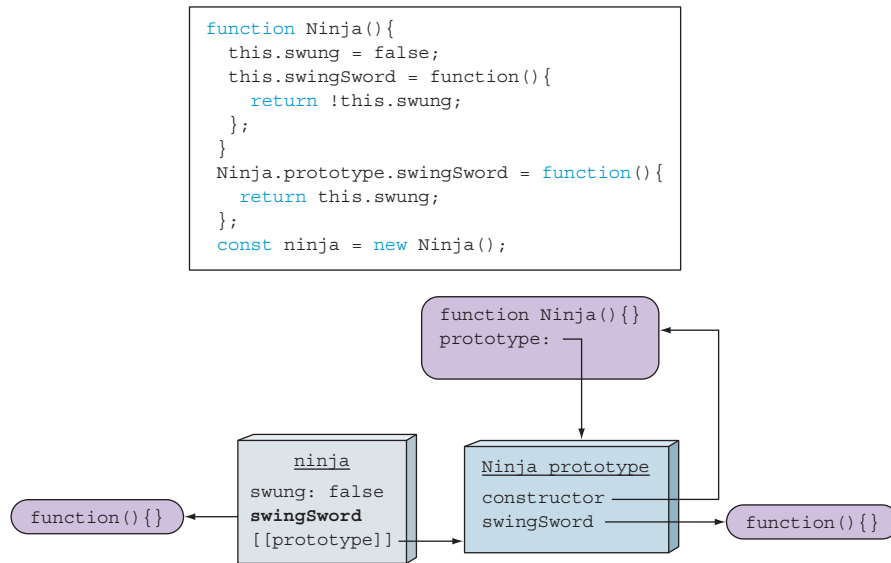 function Ninja(){
  this.swung = false;
  this.swingSword = function(){
    return !this.swung;
  };
}
Ninja.prototype.swingSword = function(){
  return this.swung;
};
const ninja = new Ninja();
function Ninja(){}
prototype:
ninja
swung: false
swingSword
[[prototype]]
function(){}
Ninja prototype
constructor
swingSword
function(){}